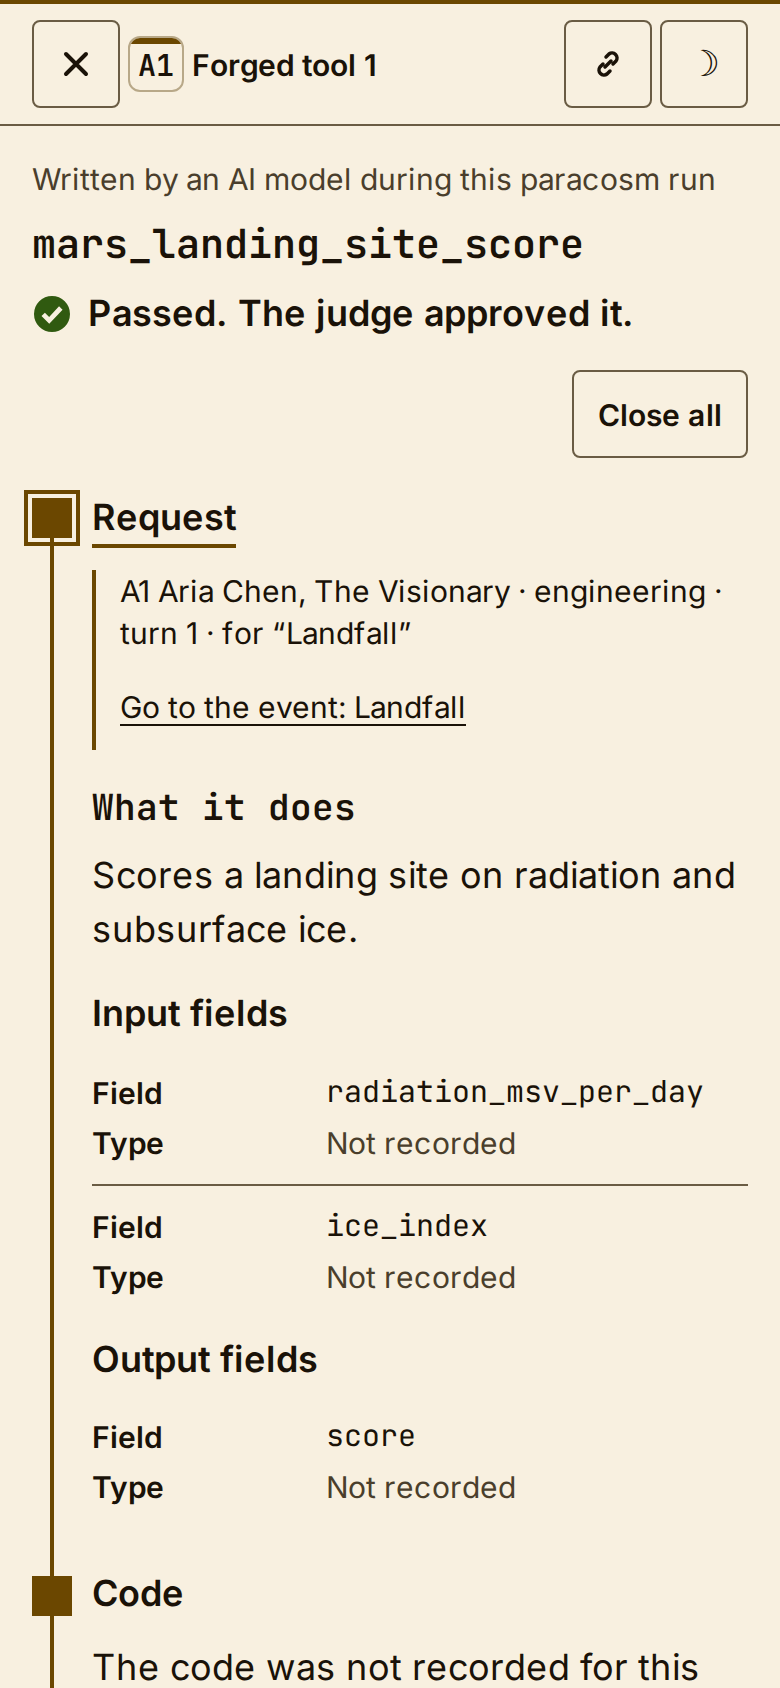 A1 Forged tool 1
Written by an AI model during this paracosm run
mars_landing_site_score
Passed. The judge approved it.
Close all
Request
A1 Aria Chen, The Visionary · engineering ·
turn 1 · for “Landfall”
Go to the event: Landfall
What it does
Scores a landing site on radiation and
subsurface ice.
Input fields
Field radiation_msv_per_day
Type Not recorded
Field ice_index
Type Not recorded
Output fields
Field score
Type Not recorded
Code
The code was not recorded for this